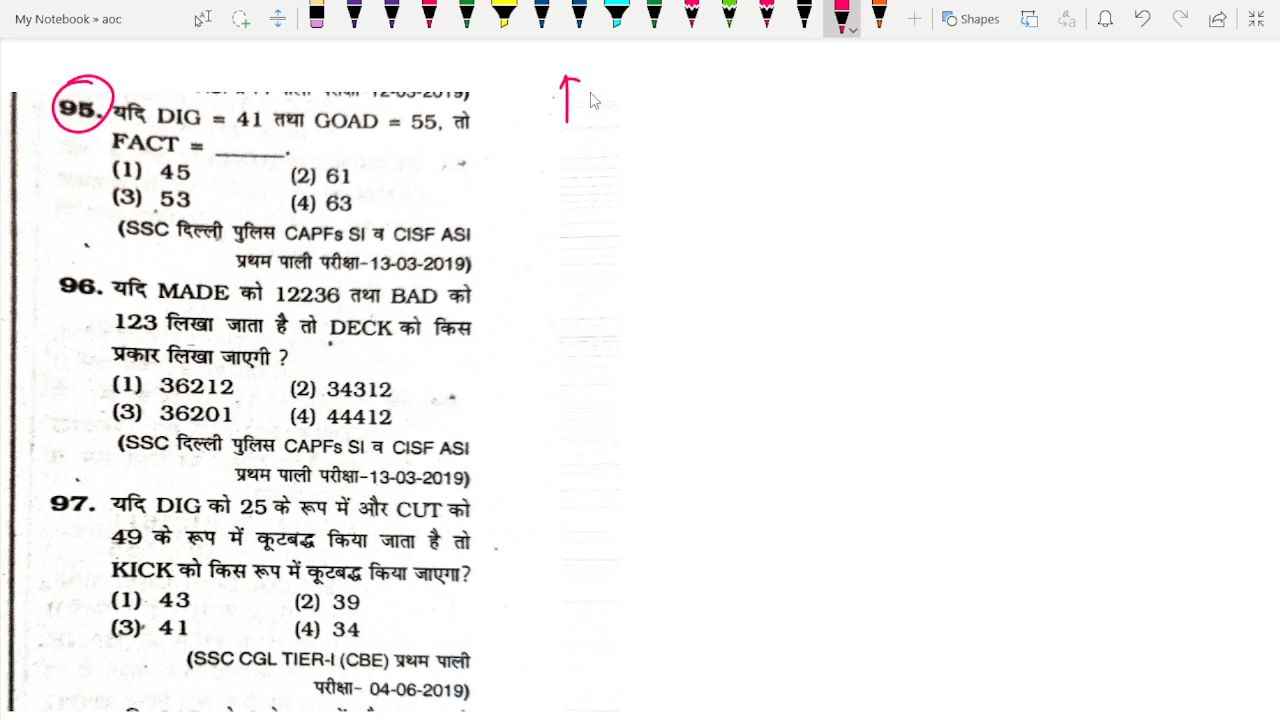 My Notebook » aoc
Shapes
12-03-2019)
95. यदि DIG = 41 तथा GOAD = 55, तो
FACT = ______.
(1) 45 (2) 61
(3) 53 (4) 63
(SSC दिल्ली पुलिस CAPFs SI व CISF ASI
प्रथम पाली परीक्षा-13-03-2019)
96. यदि MADE को 12236 तथा BAD को
123 लिखा जाता है तो DECK को किस
प्रकार लिखा जाएगी ?
(1) 36212 (2) 34312
(3) 36201 (4) 44412
(SSC दिल्ली पुलिस CAPFs SI व CISF ASI
प्रथम पाली परीक्षा-13-03-2019)
97. यदि DIG को 25 के रूप में और CUT को
49 के रूप में कूटबद्ध किया जाता है तो
KICK को किस रूप में कूटबद्ध किया जाएगा?
(1) 43 (2) 39
(3) 41 (4) 34
(SSC CGL TIER-I (CBE) प्रथम पाली
परीक्षा- 04-06-2019)